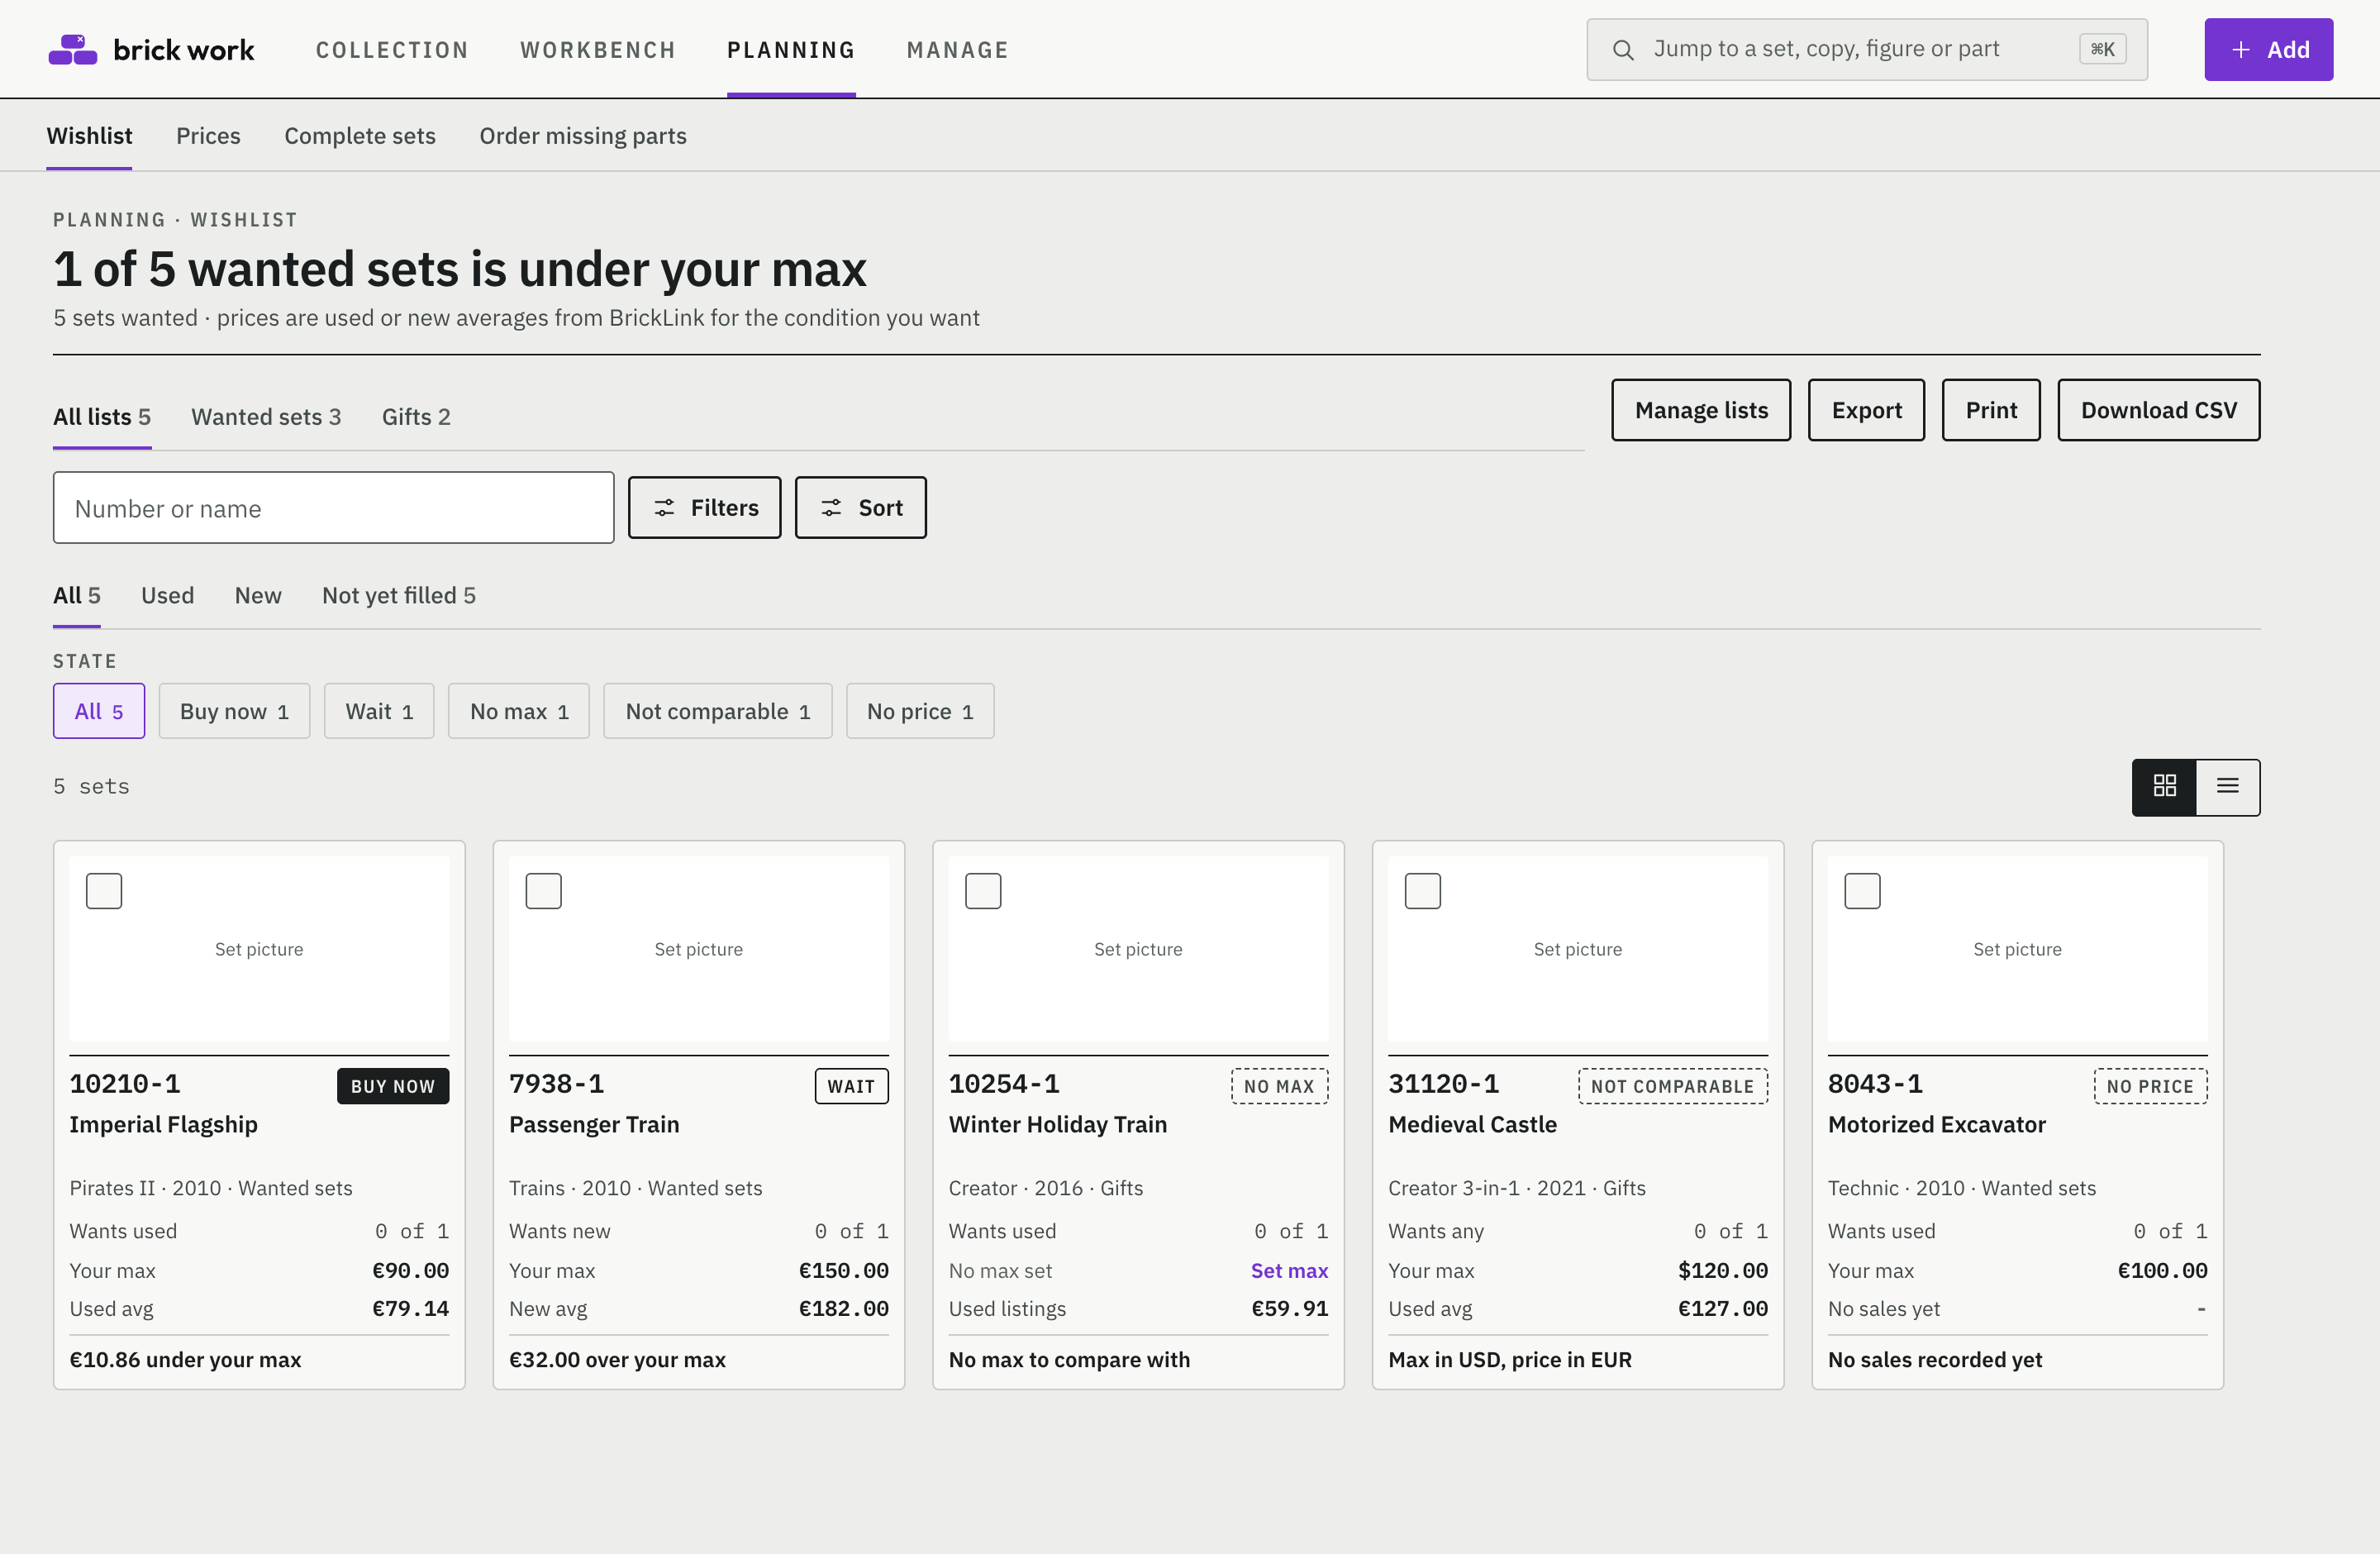 brick work
COLLECTION WORKBENCH PLANNING MANAGE
Jump to a set, copy, figure or part ⌘K
+ Add
Wishlist Prices Complete sets Order missing parts
PLANNING · WISHLIST
1 of 5 wanted sets is under your max
5 sets wanted · prices are used or new averages from BrickLink for the condition you want
All lists 5 Wanted sets 3 Gifts 2
Manage lists Export Print Download CSV
Number or name
Filters Sort
All 5 Used New Not yet filled 5
STATE
All 5 Buy now 1 Wait 1 No max 1 Not comparable 1 No price 1
5 sets
Set picture
10210-1 BUY NOW
Imperial Flagship
Pirates II · 2010 · Wanted sets
Wants used 0 of 1
Your max €90.00
Used avg €79.14
€10.86 under your max
Set picture
7938-1 WAIT
Passenger Train
Trains · 2010 · Wanted sets
Wants new 0 of 1
Your max €150.00
New avg €182.00
€32.00 over your max
Set picture
10254-1 NO MAX
Winter Holiday Train
Creator · 2016 · Gifts
Wants used 0 of 1
No max set Set max
Used listings €59.91
No max to compare with
Set picture
31120-1 NOT COMPARABLE
Medieval Castle
Creator 3-in-1 · 2021 · Gifts
Wants any 0 of 1
Your max $120.00
Used avg €127.00
Max in USD, price in EUR
Set picture
8043-1 NO PRICE
Motorized Excavator
Technic · 2010 · Wanted sets
Wants used 0 of 1
Your max €100.00
No sales yet -
No sales recorded yet